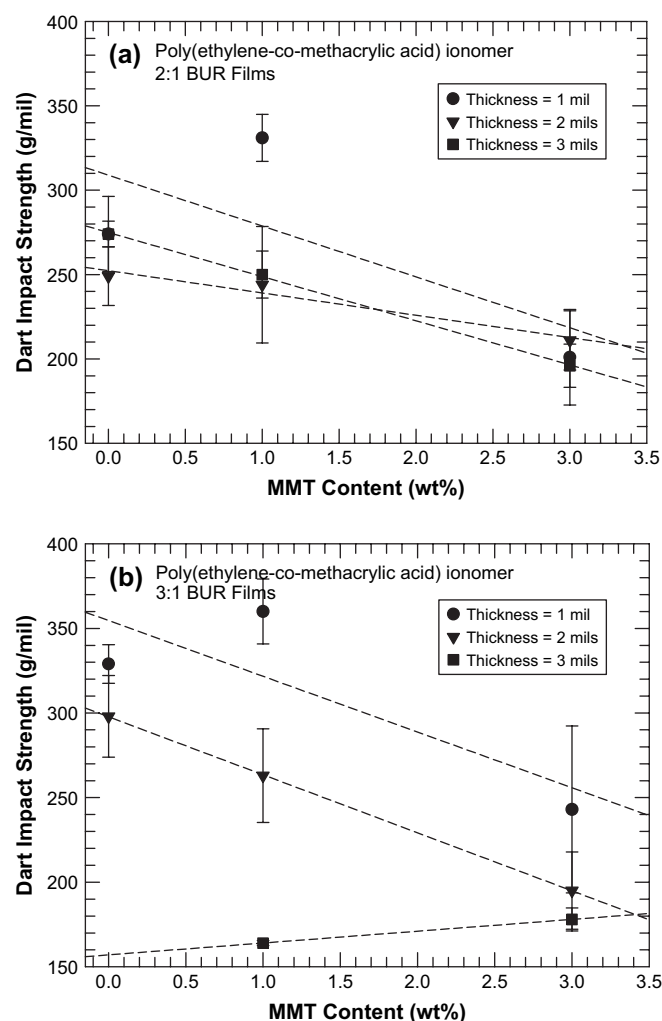 (a) Poly(ethylene-co-methacrylic acid) ionomer
2:1 BUR Films
Thickness = 1 mil
Thickness = 2 mils
Thickness = 3 mils
Dart Impact Strength (g/mil)
400
350
300
250
200
150
0.0 0.5 1.0 1.5 2.0 2.5 3.0 3.5
MMT Content (wt%)
(b) Poly(ethylene-co-methacrylic acid) ionomer
3:1 BUR Films
Thickness = 1 mil
Thickness = 2 mils
Thickness = 3 mils
Dart Impact Strength (g/mil)
400
350
300
250
200
150
0.0 0.5 1.0 1.5 2.0 2.5 3.0 3.5
MMT Content (wt%)